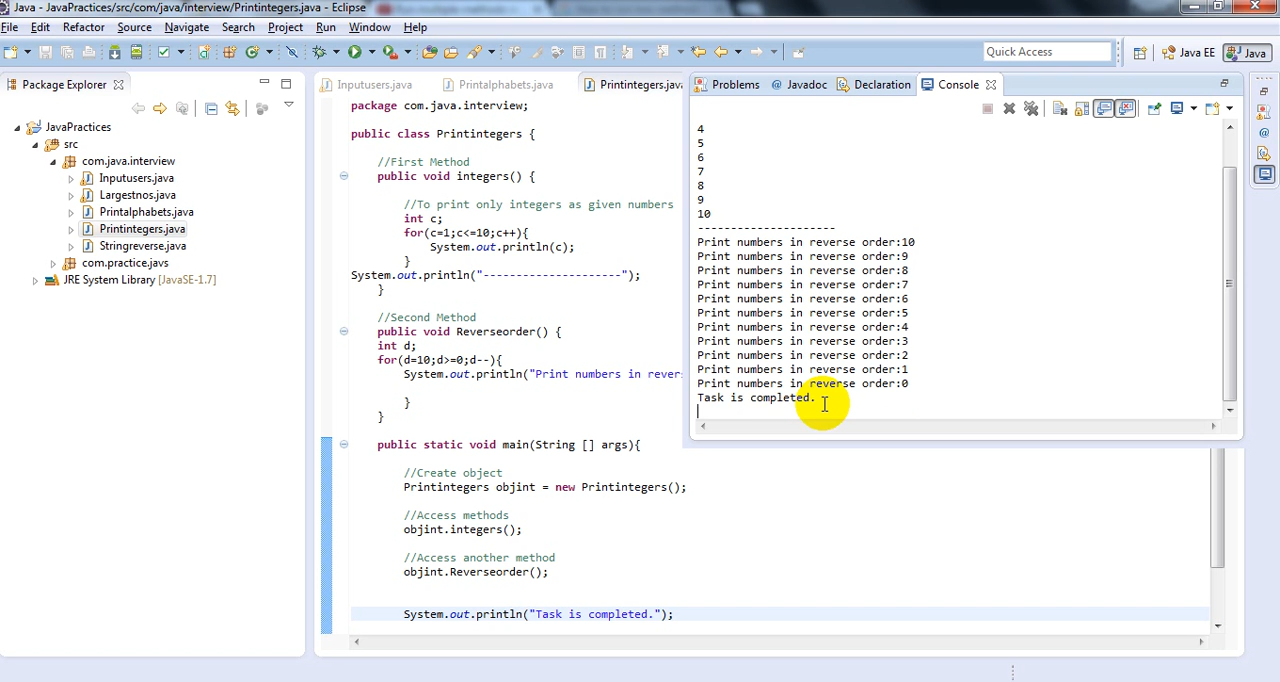 Java - JavaPractices/src/com/java/interview/Printintegers.java - Eclipse
File Edit Refactor Source Navigate Search Project Run Window Help
Quick Access
Java EE
Java
Package Explorer
JavaPractices
src
com.java.interview
Inputusers.java
Largestnos.java
Printalphabets.java
Printintegers.java
Stringreverse.java
com.practice.javs
JRE System Library [JavaSE-1.7]
Inputusers.java
Printalphabets.java
Printintegers.java
package com.java.interview;
public class Printintegers {
//First Method
public void integers() {
//To print only integers as given numbers
int c;
for(c=1;c<=10;c++){
System.out.println(c);
}
System.out.println("---------------------");
}
//Second Method
public void Reverseorder() {
int d;
for(d=10;d>=0;d--){
System.out.println("Print numbers in rever
}
}
public static void main(String [] args){
//Create object
Printintegers objint = new Printintegers();
//Access methods
objint.integers();
//Access another method
objint.Reverseorder();
System.out.println("Task is completed.");
Problems
@ Javadoc
Declaration
Console
4
5
6
7
8
9
10
---------------------
Print numbers in reverse order:10
Print numbers in reverse order:9
Print numbers in reverse order:8
Print numbers in reverse order:7
Print numbers in reverse order:6
Print numbers in reverse order:5
Print numbers in reverse order:4
Print numbers in reverse order:3
Print numbers in reverse order:2
Print numbers in reverse order:1
Print numbers in reverse order:0
Task is completed.